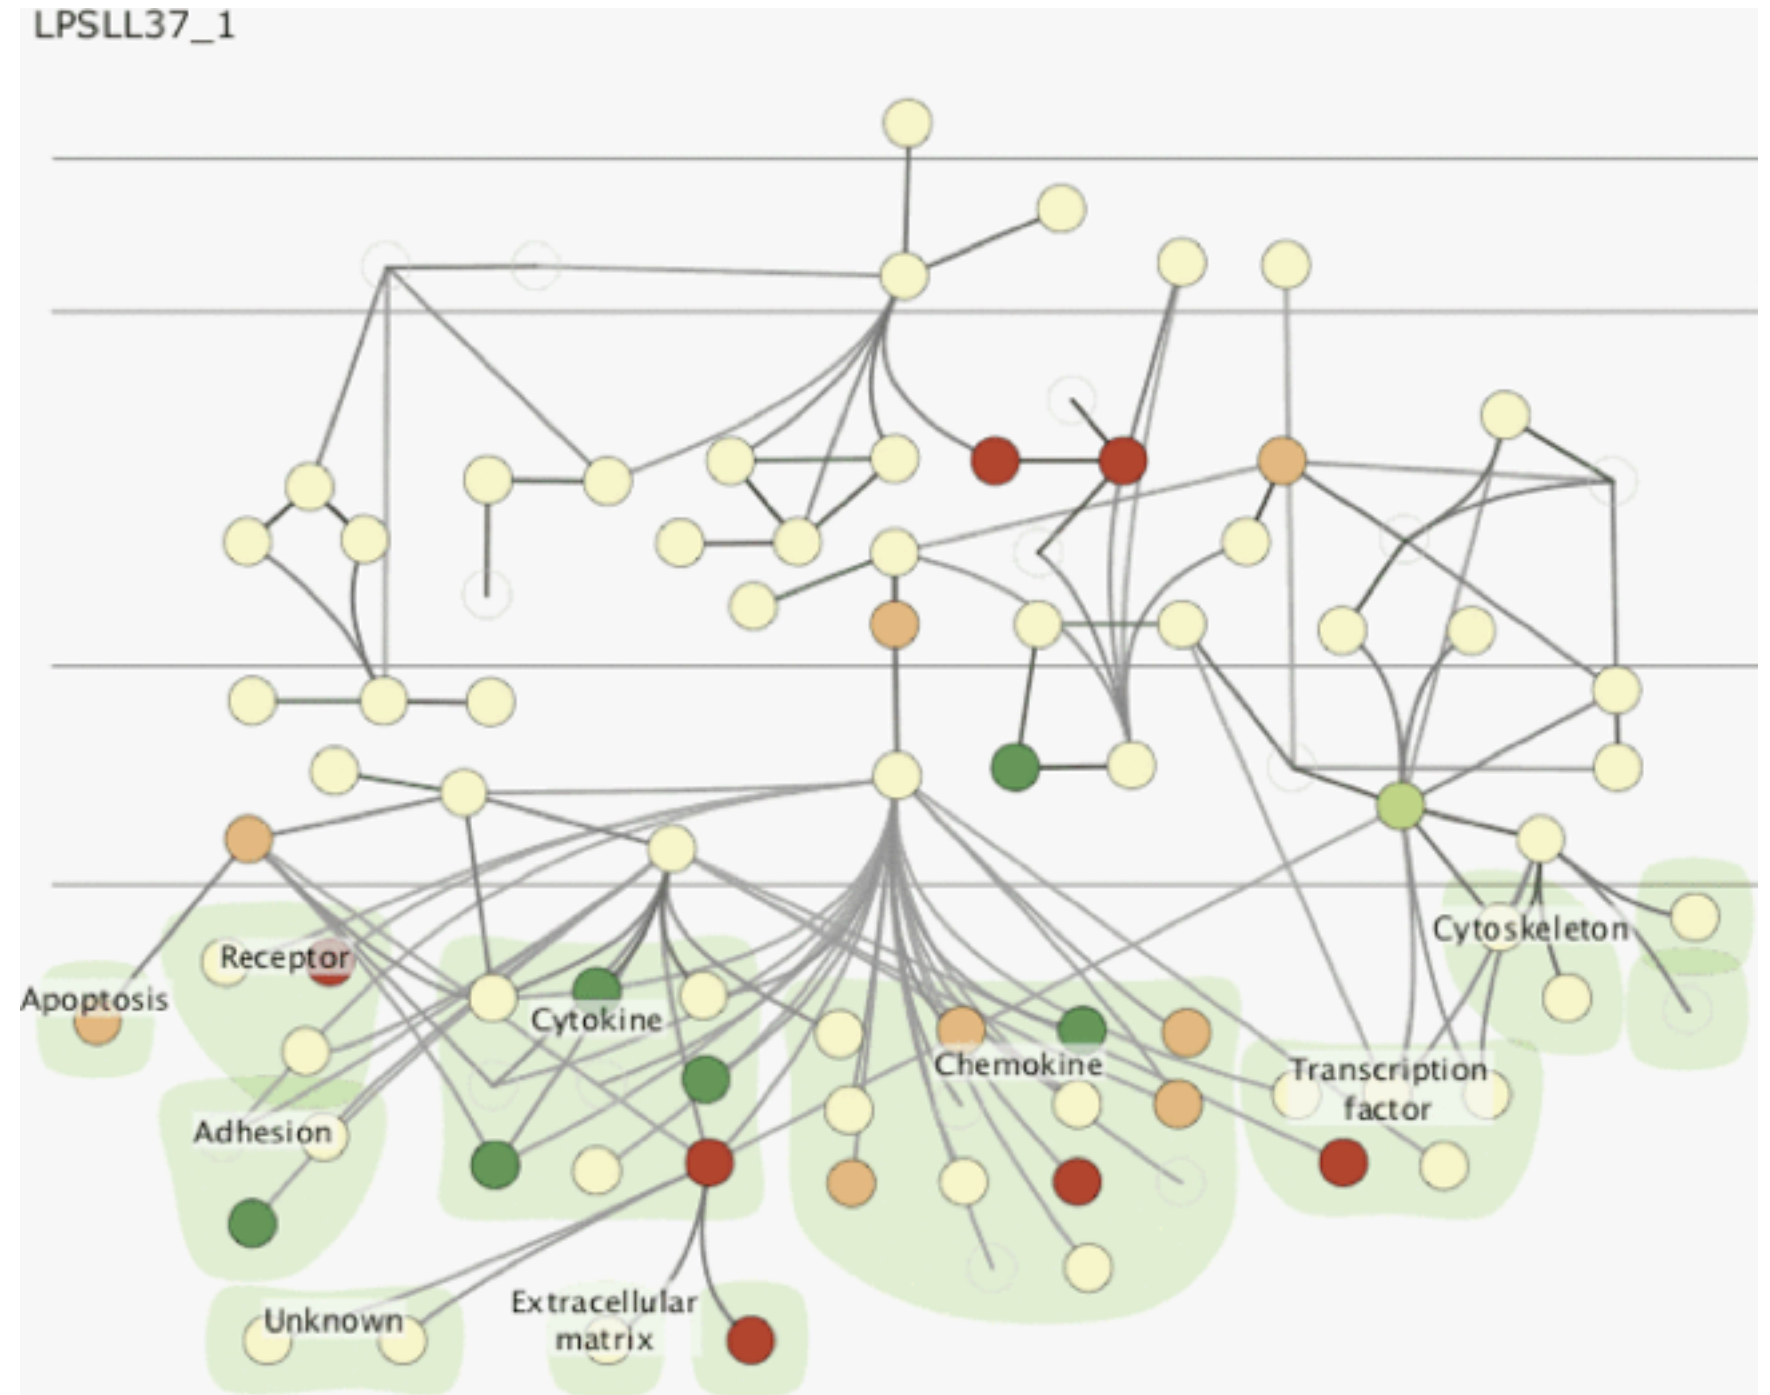 LPSLL37_1
Cytoskeleton
Receptor
Apoptosis
Cytokine
Chemokine
Transcription
factor
Adhesion
Extracellular
matrix
Unknown